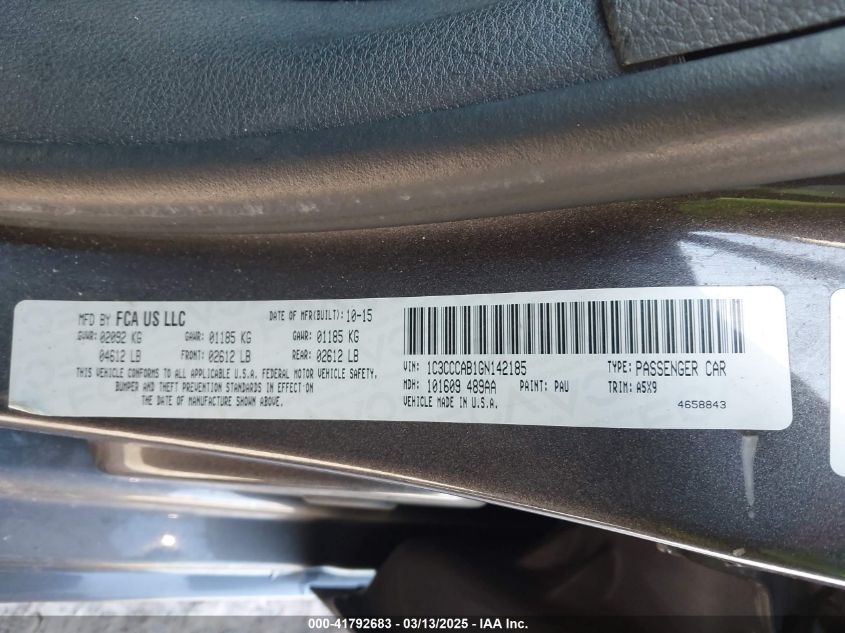 MFD BY FCA US LLC DATE OF MFR(BUILT): 10-15
GVWR: 02092 KG GAWR: 01185 KG GAWR: 01185 KG
04612 LB FRONT: 02612 LB REAR: 02612 LB
THIS VEHICLE CONFORMS TO ALL APPLICABLE U.S.A. FEDERAL MOTOR VEHICLE SAFETY,
BUMPER AND THEFT PREVENTION STANDARDS IN EFFECT ON
THE DATE OF MANUFACTURE SHOWN ABOVE.
VIN: 1C3CCCAB1GN142185 TYPE: PASSENGER CAR
MDH: 101609 489AA PAINT: PAU TRIM: A5X9
VEHICLE MADE IN U.S.A. 4658843
000-41792683 - 03/13/2025 - IAA Inc.